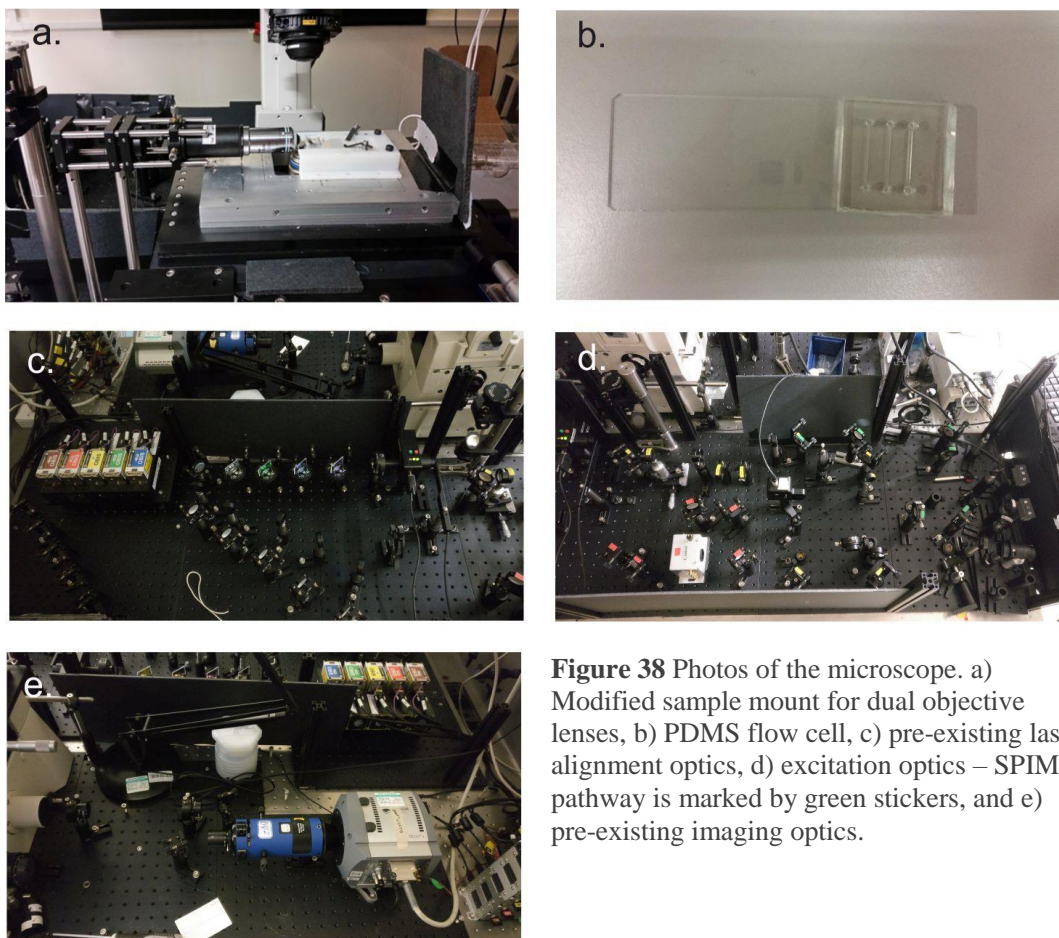 a.
b.
c.
d.
e.
Figure 38 Photos of the microscope. a)
Modified sample mount for dual objective
lenses, b) PDMS flow cell, c) pre-existing las
alignment optics, d) excitation optics – SPIM
pathway is marked by green stickers, and e)
pre-existing imaging optics.